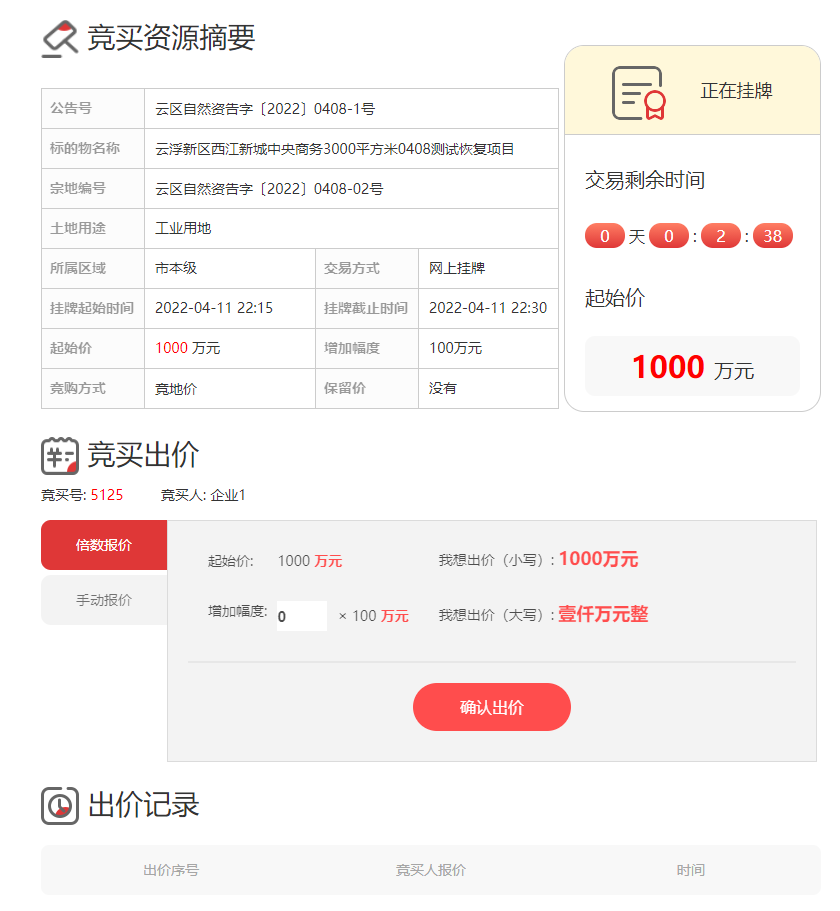 竞买资源摘要
公告号 云区自然资告字〔2022〕0408-1号
标的物名称 云浮新区西江新城中央商务3000平方米0408测试恢复项目
宗地编号 云区自然资告字〔2022〕0408-02号
土地用途 工业用地
所属区域 市本级 交易方式 网上挂牌
挂牌起始时间 2022-04-11 22:15 挂牌截止时间 2022-04-11 22:30
起始价 1000 万元 增加幅度 100万元
竞购方式 竞地价 保留价 没有
正在挂牌
交易剩余时间
0 天 0 : 2 : 38
起始价
1000 万元
竞买出价
竞买号: 5125 竞买人: 企业1
倍数报价
手动报价
起始价: 1000 万元 我想出价（小写）: 1000万元
增加幅度: 0 × 100 万元 我想出价（大写）: 壹仟万元整
确认出价
出价记录
出价序号 竞买人报价 时间